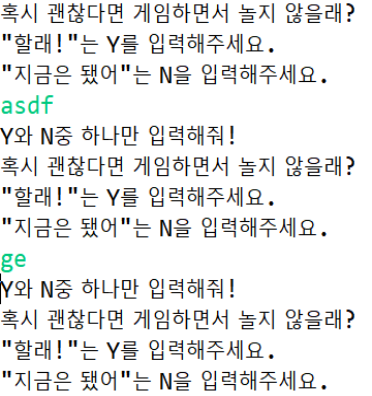 혹시 괜찮다면 게임하면서 놀지 않을래?
"할래!"는 Y를 입력해주세요.
"지금은 됐어"는 N을 입력해주세요.
asdf
Y와 N중 하나만 입력해줘!
혹시 괜찮다면 게임하면서 놀지 않을래?
"할래!"는 Y를 입력해주세요.
"지금은 됐어"는 N을 입력해주세요.
ge
Y와 N중 하나만 입력해줘!
혹시 괜찮다면 게임하면서 놀지 않을래?
"할래!"는 Y를 입력해주세요.
"지금은 됐어"는 N을 입력해주세요.